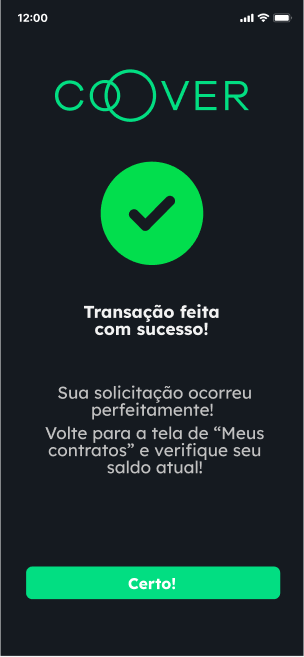 12:00
COOVER
Transação feita
com sucesso!
Sua solicitação ocorreu
perfeitamente!
Volte para a tela de “Meus
contratos” e verifique seu
saldo atual!
Certo!